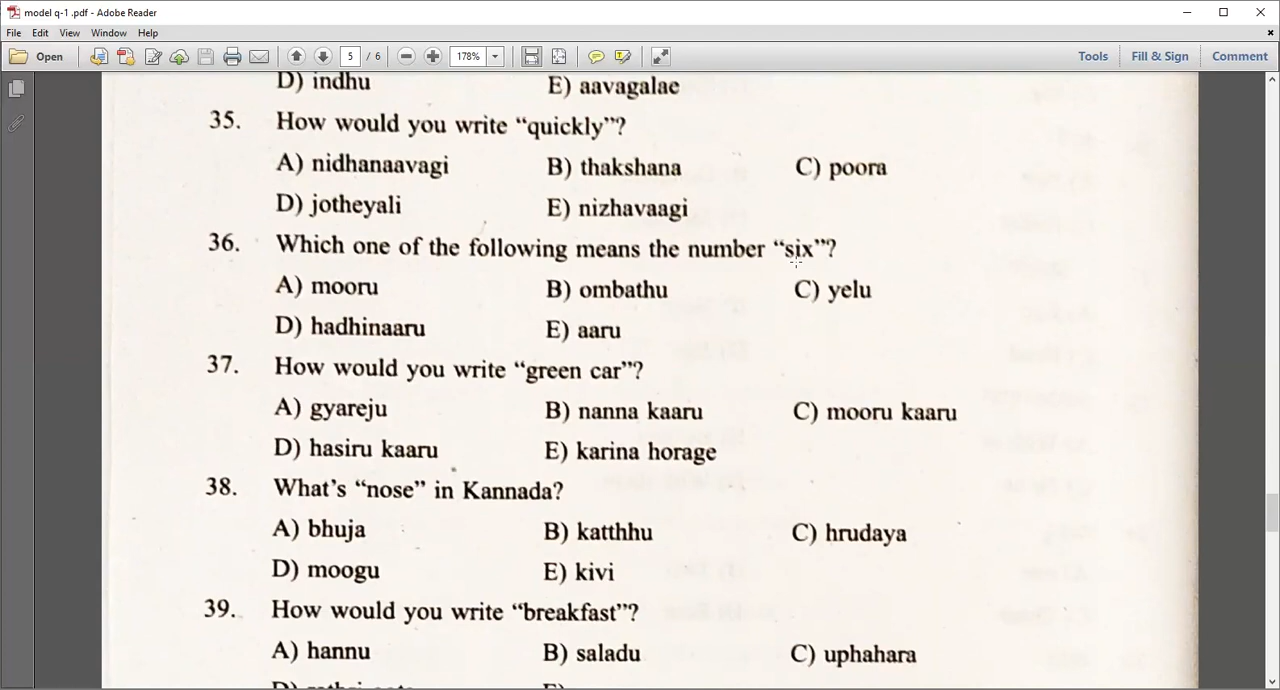 model q-1 .pdf - Adobe Reader
File Edit View Window Help
Open 5 / 6 178% Tools Fill & Sign Comment
D) indhu E) aavagalae
35. How would you write “quickly”?
A) nidhanaavagi B) thakshana C) poora
D) jotheyali E) nizhavaagi
36. Which one of the following means the number “six”?
A) mooru B) ombathu C) yelu
D) hadhinaaru E) aaru
37. How would you write “green car”?
A) gyareju B) nanna kaaru C) mooru kaaru
D) hasiru kaaru E) karina horage
38. What’s “nose” in Kannada?
A) bhuja B) katthhu C) hrudaya
D) moogu E) kivi
39. How would you write “breakfast”?
A) hannu B) saladu C) uphahara
D) E)